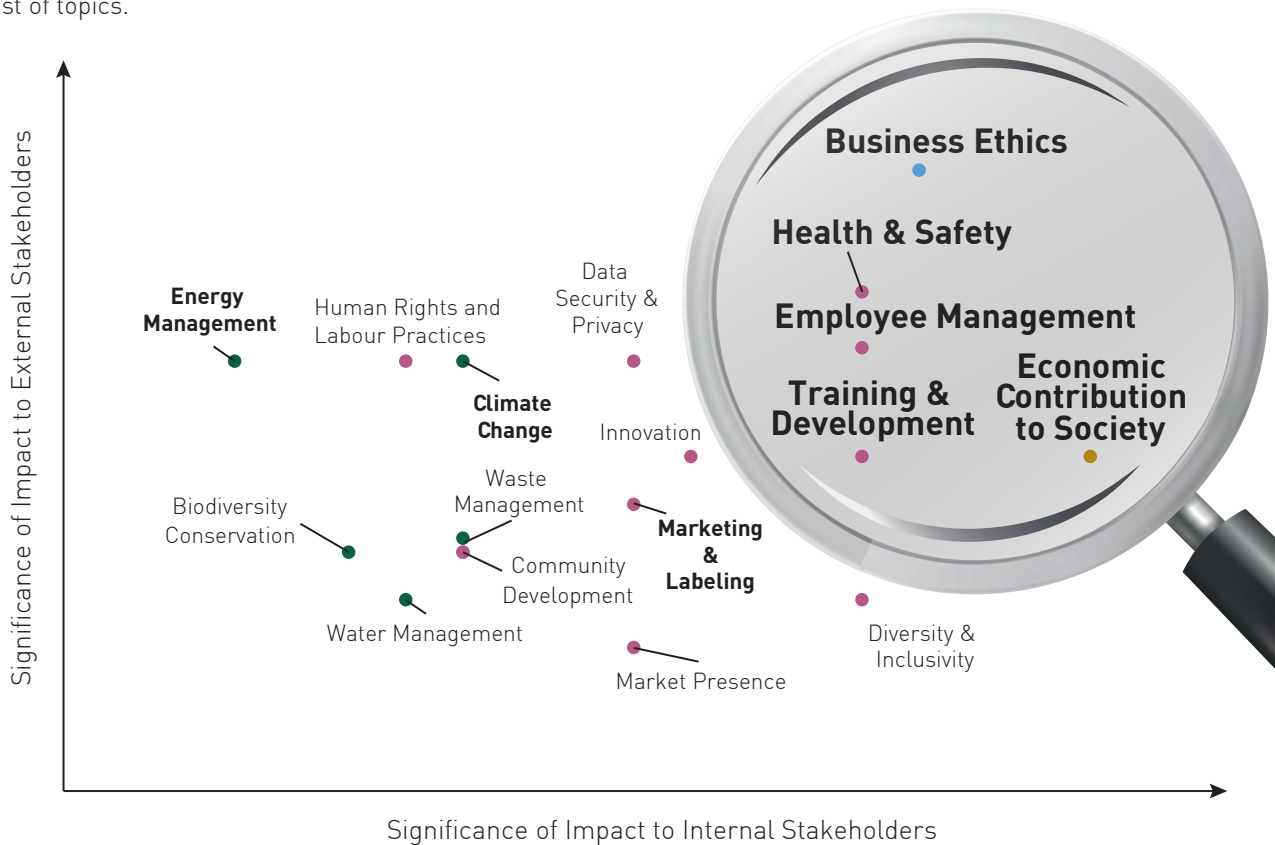 st of topics.
Significance of Impact to External Stakeholders
Business Ethics
Health & Safety
Employee Management
Training &
Development
Economic
Contribution
to Society
Energy
Management
Human Rights and
Labour Practices
Data
Security &
Privacy
Climate
Change
Innovation
Waste
Management
Biodiversity
Conservation
Marketing
&
Labeling
Community
Development
Water Management
Diversity &
Inclusivity
Market Presence
Significance of Impact to Internal Stakeholders